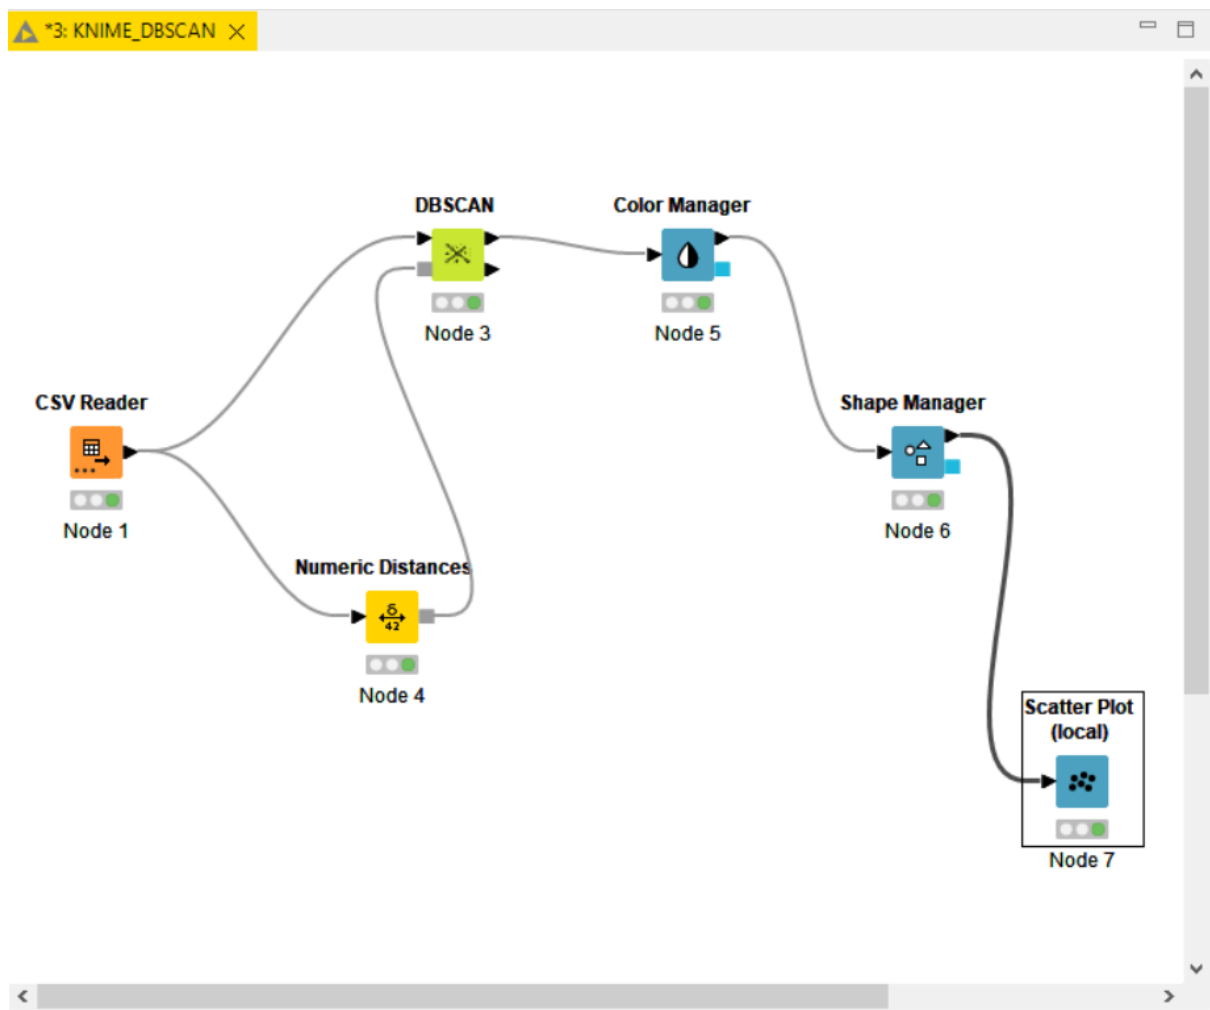 *3: KNIME_DBSCAN
DBSCAN
Color Manager
Node 3
Node 5
CSV Reader
Shape Manager
Node 1
Node 6
Numeric Distances
δ
42
Node 4
Scatter Plot
(local)
Node 7